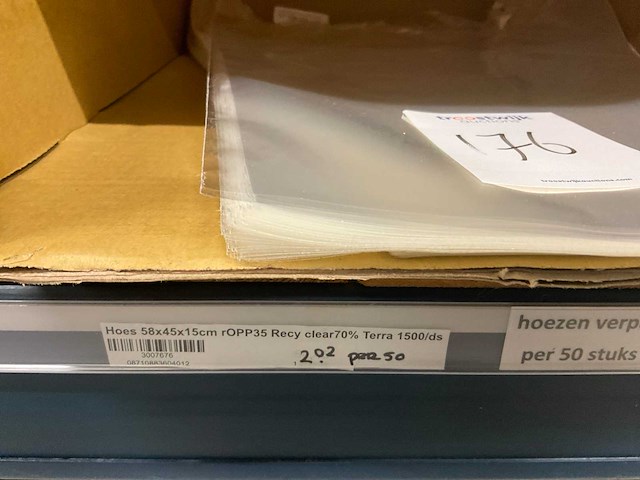 troostwijk
176
Hoes 58x45x15cm rOPP35 Recy clear70% Terra 1500/ds
3007676
2.02 per 50
hoezen verp
per 50 stuks